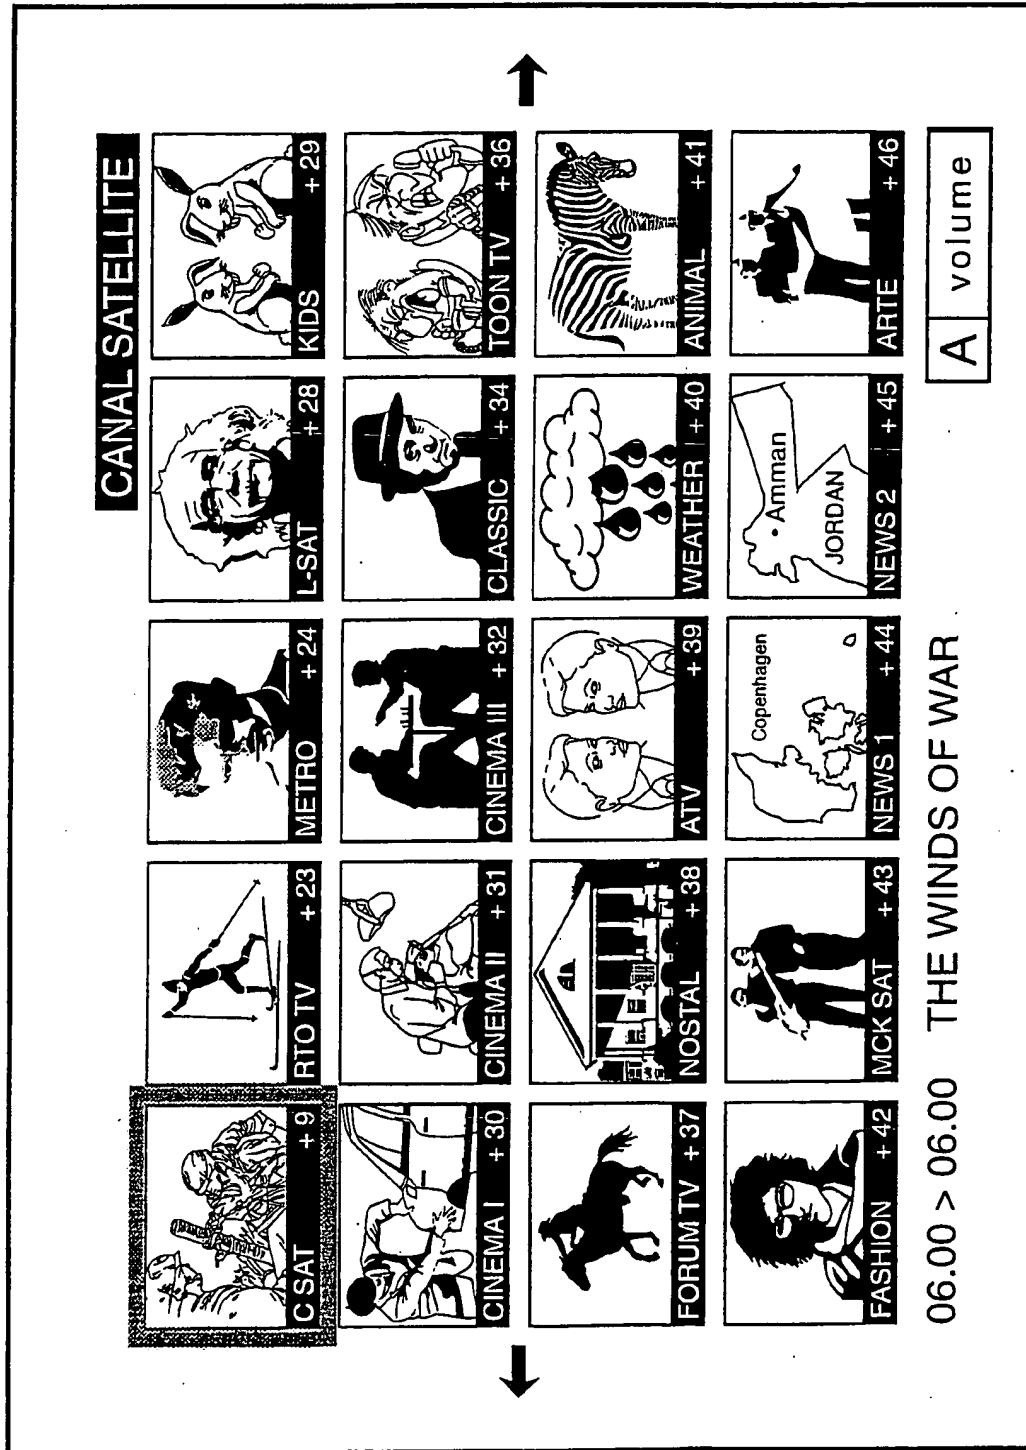 CANAL SATELLITE
C SAT + 9
RTO TV + 23
METRO + 24
L-SAT + 28
KIDS + 29
CINEMA I + 30
CINEMA II + 31
CINEMA III + 32
CLASSIC + 34
TOON TV + 36
FORUM TV + 37
NOSTAL + 38
ATV + 39
WEATHER + 40
ANIMAL + 41
FASHION + 42
MCK SAT + 43
Copenhagen
NEWS 1 + 44
Amman
JORDAN
NEWS 2 + 45
ARTE + 46
06.00 > 06.00 THE WINDS OF WAR
A volume